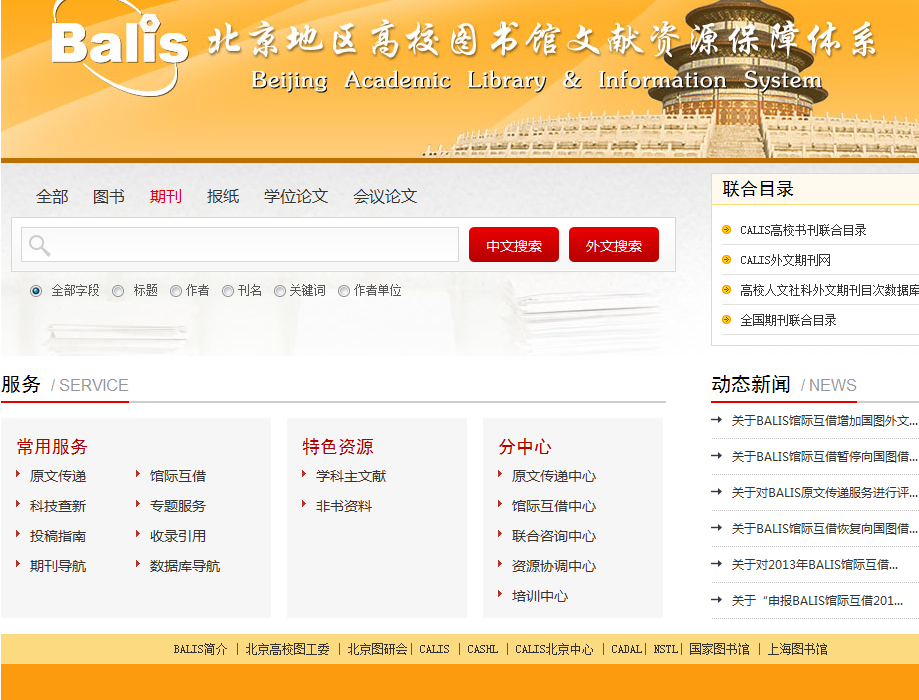 Balis 北京地区高校图书馆文献资源保障体系
Beijing Academic Library & Information System
全部 图书 期刊 报纸 学位论文 会议论文
中文搜索 外文搜索
全部字段 标题 作者 刊名 关键词 作者单位
联合目录
CALIS高校书刊联合目录
CALIS外文期刊网
高校人文社科外文期刊目次数据库
全国期刊联合目录
服务 / SERVICE
常用服务
原文传递 馆际互借
科技查新 专题服务
投稿指南 收录引用
期刊导航 数据库导航
特色资源
学科主文献
非书资料
分中心
原文传递中心
馆际互借中心
联合咨询中心
资源协调中心
培训中心
动态新闻 / NEWS
关于BALIS馆际互借增加国图外文...
关于BALIS馆际互借暂停向国图借...
关于对BALIS原文传递服务进行评...
关于BALIS馆际互借恢复向国图借...
关于对2013年BALIS馆际互借...
关于“申报BALIS馆际互借201...
BALIS简介 | 北京高校图工委 | 北京图研会| CALIS | CASHL | CALIS北京中心 | CADAL| NSTL| 国家图书馆 | 上海图书馆